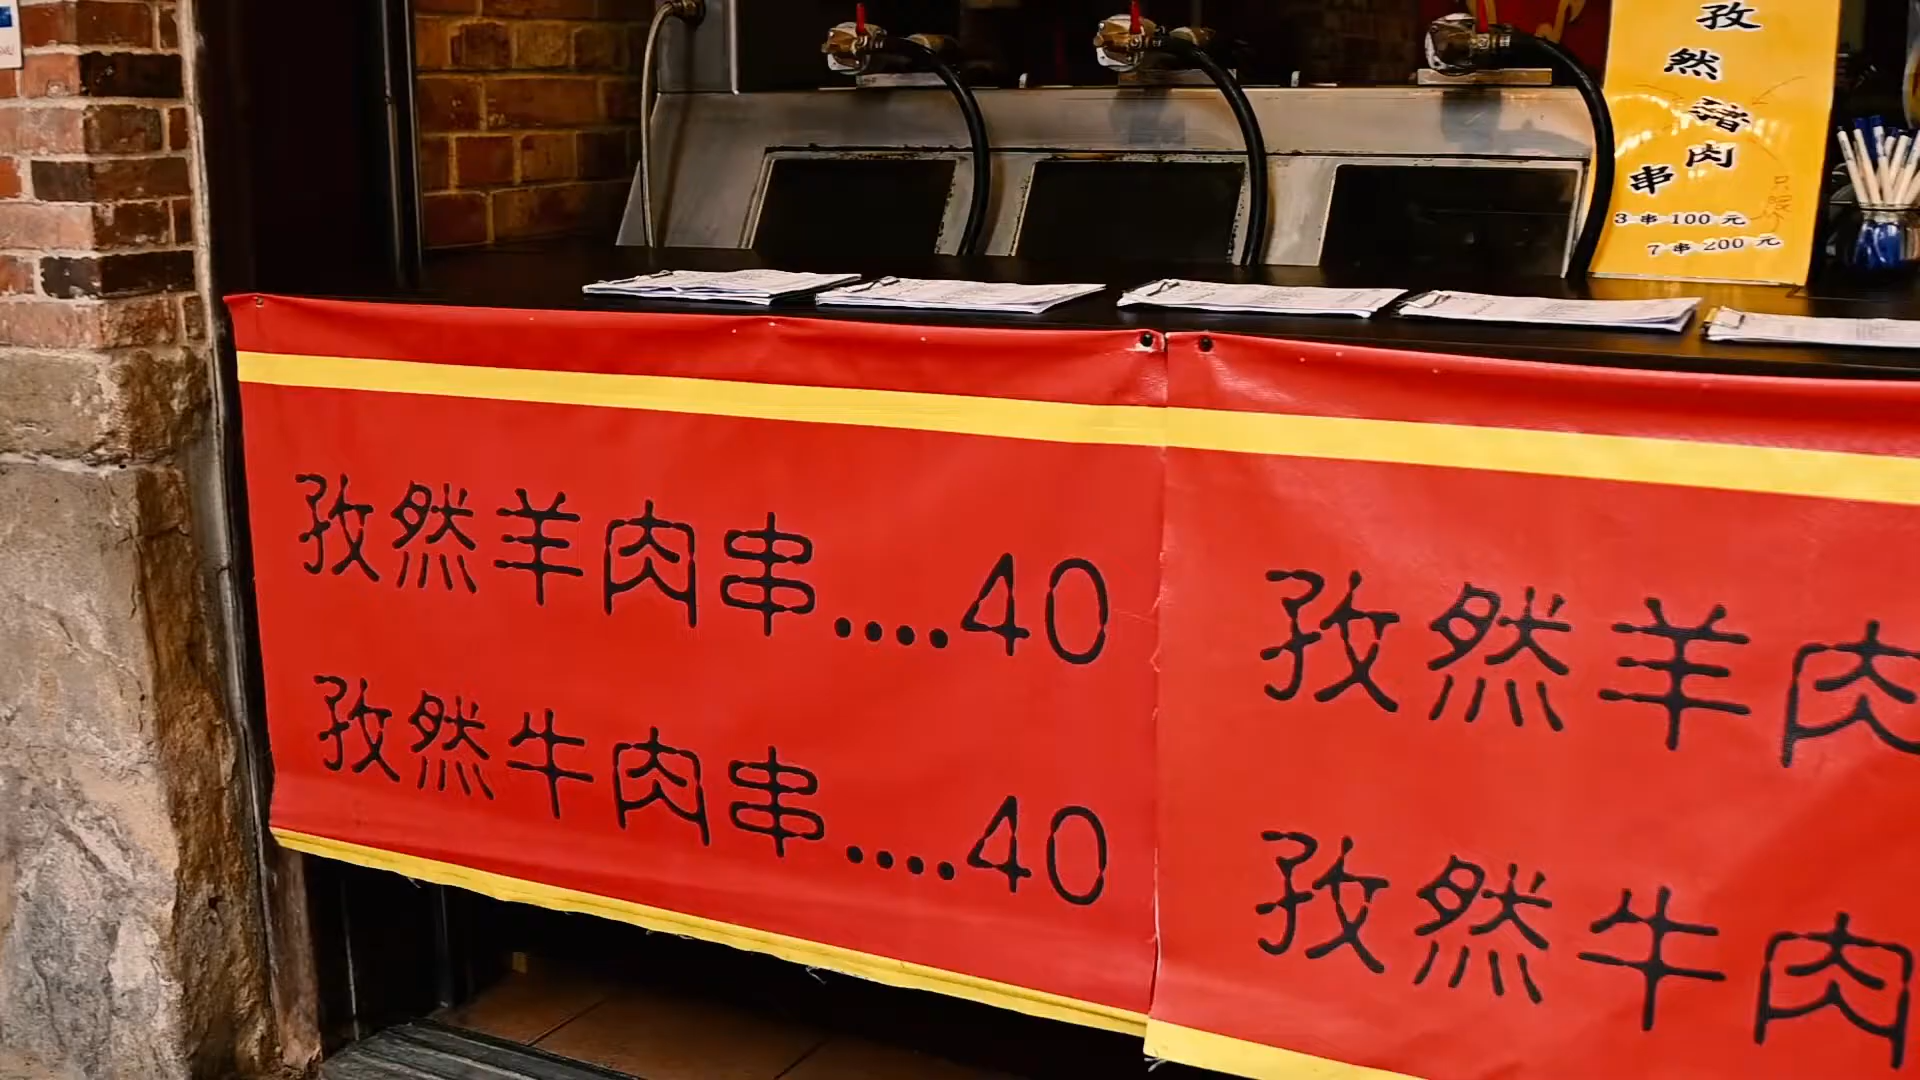 孜然豬肉串
3串100元
7串200元
孜然羊肉串....40
孜然牛肉串....40
孜然羊肉
孜然牛肉